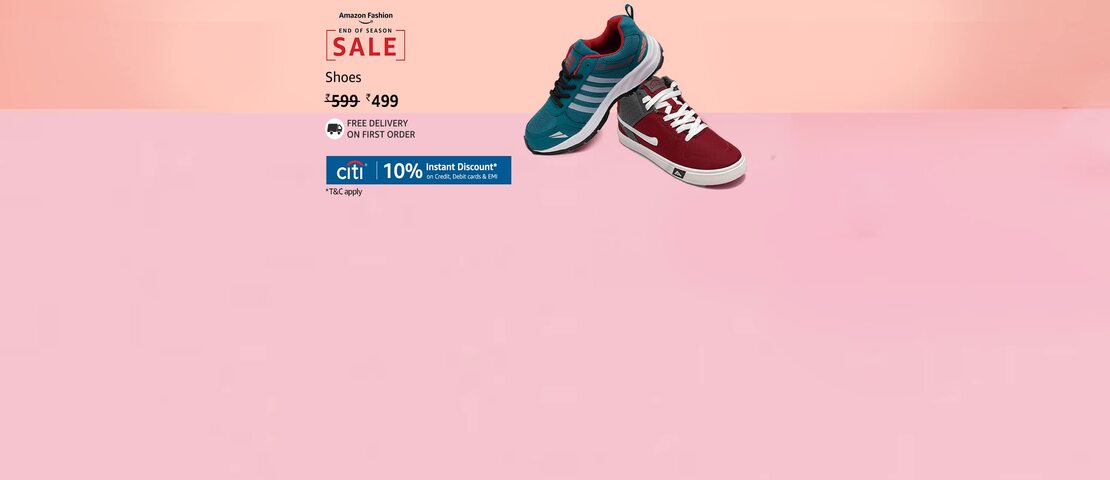 Amazon Fashion
END OF SEASON
SALE
Shoes
₹599 ₹499
FREE DELIVERY
ON FIRST ORDER
citi 10% Instant Discount*
on Credit, Debit cards & EMI
*T&C apply